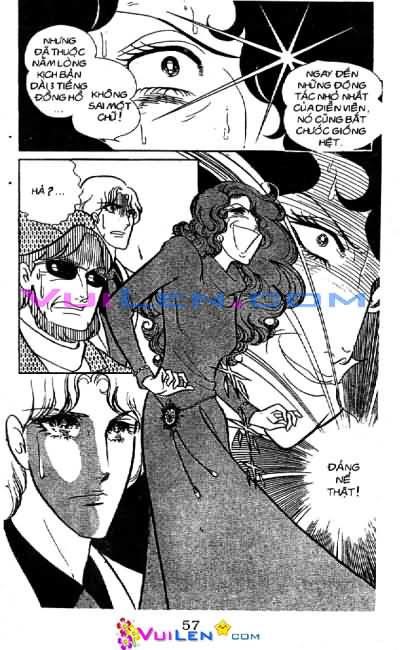 NHƯNG
ĐÃ THUỘC
NẰM LÒNG
KỊCH BẢN
DÀI 3 TIẾNG
ĐỒNG HỒ
...
KHÔNG
SAI MỘT
CHỮ!
NGAY ĐẾN
NHỮNG ĐỘNG
TÁC NHỎ NHẤT
CỦA DIỄN VIÊN,
NÓ CŨNG BẮT
CHƯỚC GIỐNG
HỆT.
HẢ?...
VUILEN.COM
ĐÁNG
NỂ
THẬT!
57
VUILEN COM